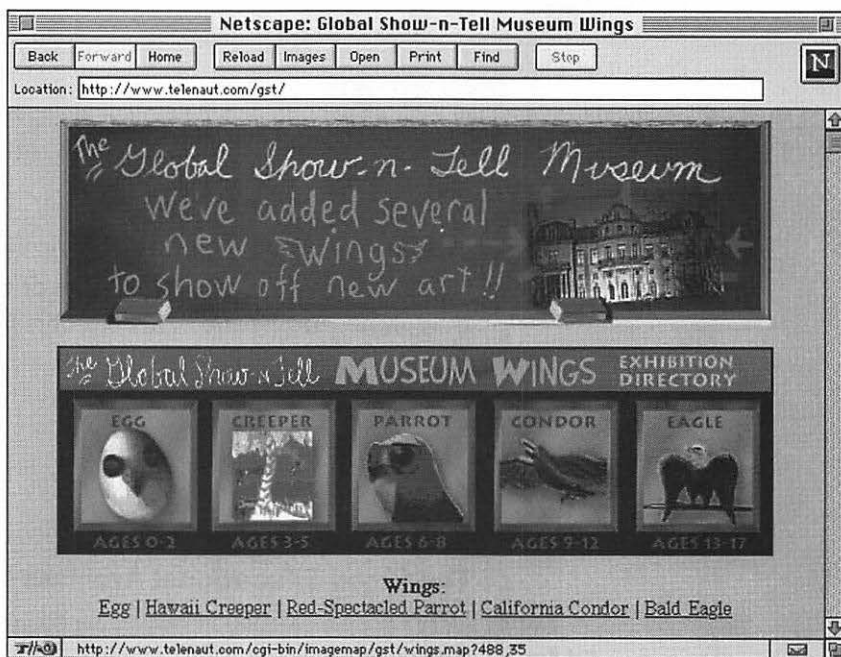 Netscape: Global Show-n-Tell Museum Wings
Back Forward Home Reload Images Open Print Find Stop
N
Location: http://www.telenaut.com/gst/
The Global Show-n-Tell Museum
We've added several
new Wings
to show off new art!!
The Global Show-n-Tell MUSEUM WINGS EXHIBITION
DIRECTORY
EGG CREEPER PARROT CONDOR EAGLE
AGES 0-2 AGES 3-5 AGES 6-8 AGES 9-12 AGES 13-17
Wings:
Egg | Hawaii Creeper | Red-Spectacled Parrot | California Condor | Bald Eagle
http://www.telenaut.com/cgi-bin/imagemap/gst/wings.map?488,35